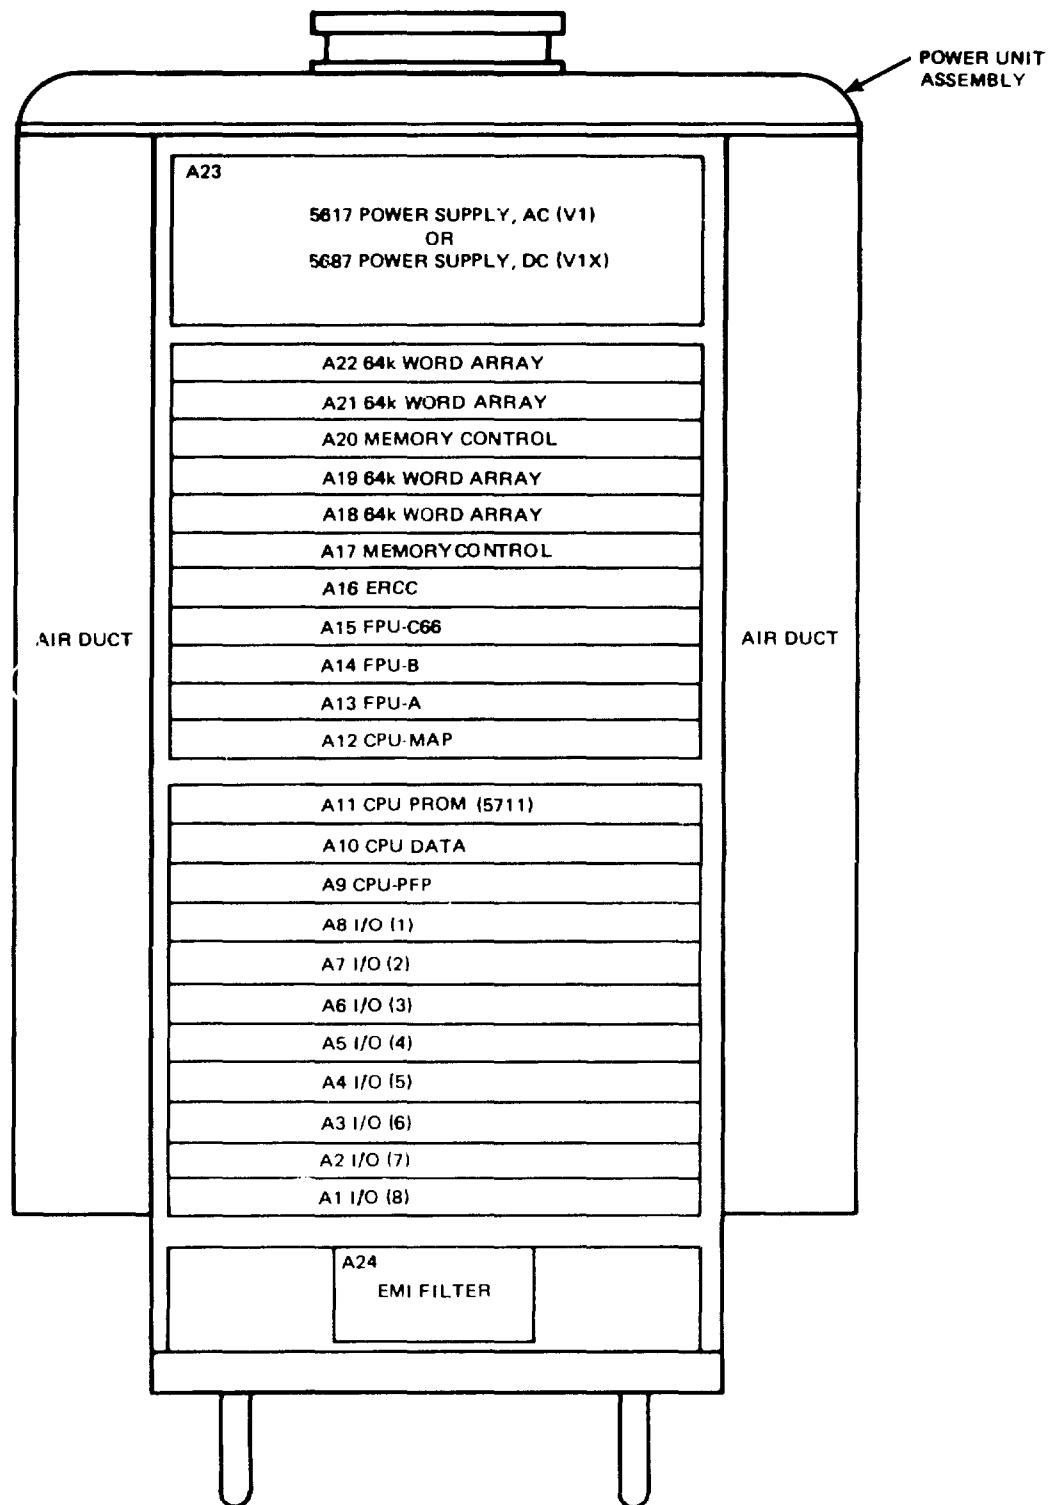 POWER UNIT
ASSEMBLY
A23
5617 POWER SUPPLY, AC (V1)
OR
5687 POWER SUPPLY, DC (V1X)
A22 64k WORD ARRAY
A21 64k WORD ARRAY
A20 MEMORY CONTROL
A19 64k WORD ARRAY
A18 64k WORD ARRAY
A17 MEMORY CONTROL
A16 ERCC
A15 FPU-C66
A14 FPU-B
A13 FPU-A
A12 CPU-MAP
AIR DUCT
AIR DUCT
A11 CPU PROM (5711)
A10 CPU DATA
A9 CPU-PFP
A8 I/O (1)
A7 I/O (2)
A6 I/O (3)
A5 I/O (4)
A4 I/O (5)
A3 I/O (6)
A2 I/O (7)
A1 I/O (8)
A24
EMI FILTER